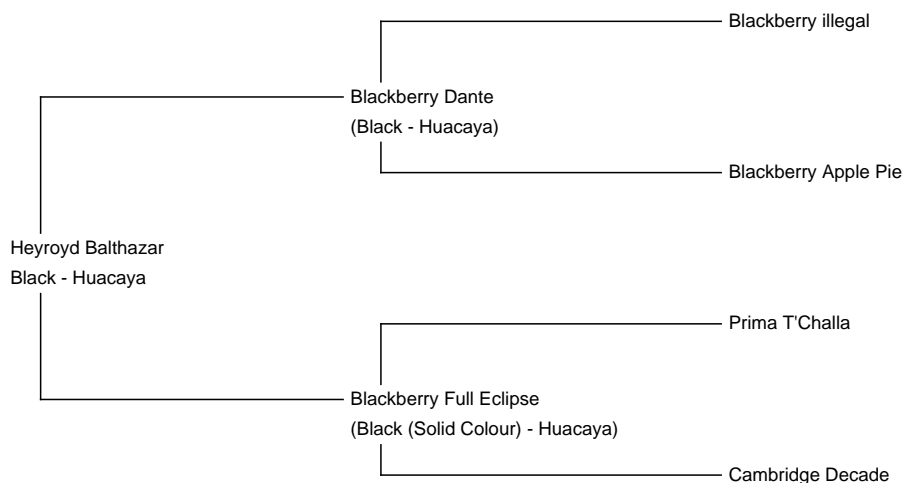 Blackberry illegal
Blackberry Dante
(Black - Huacaya)
Blackberry Apple Pie
Heyroyd Balthazar
Black - Huacaya
Prima T'Challa
Blackberry Full Eclipse
(Black (Solid Colour) - Huacaya)
Cambridge Decade